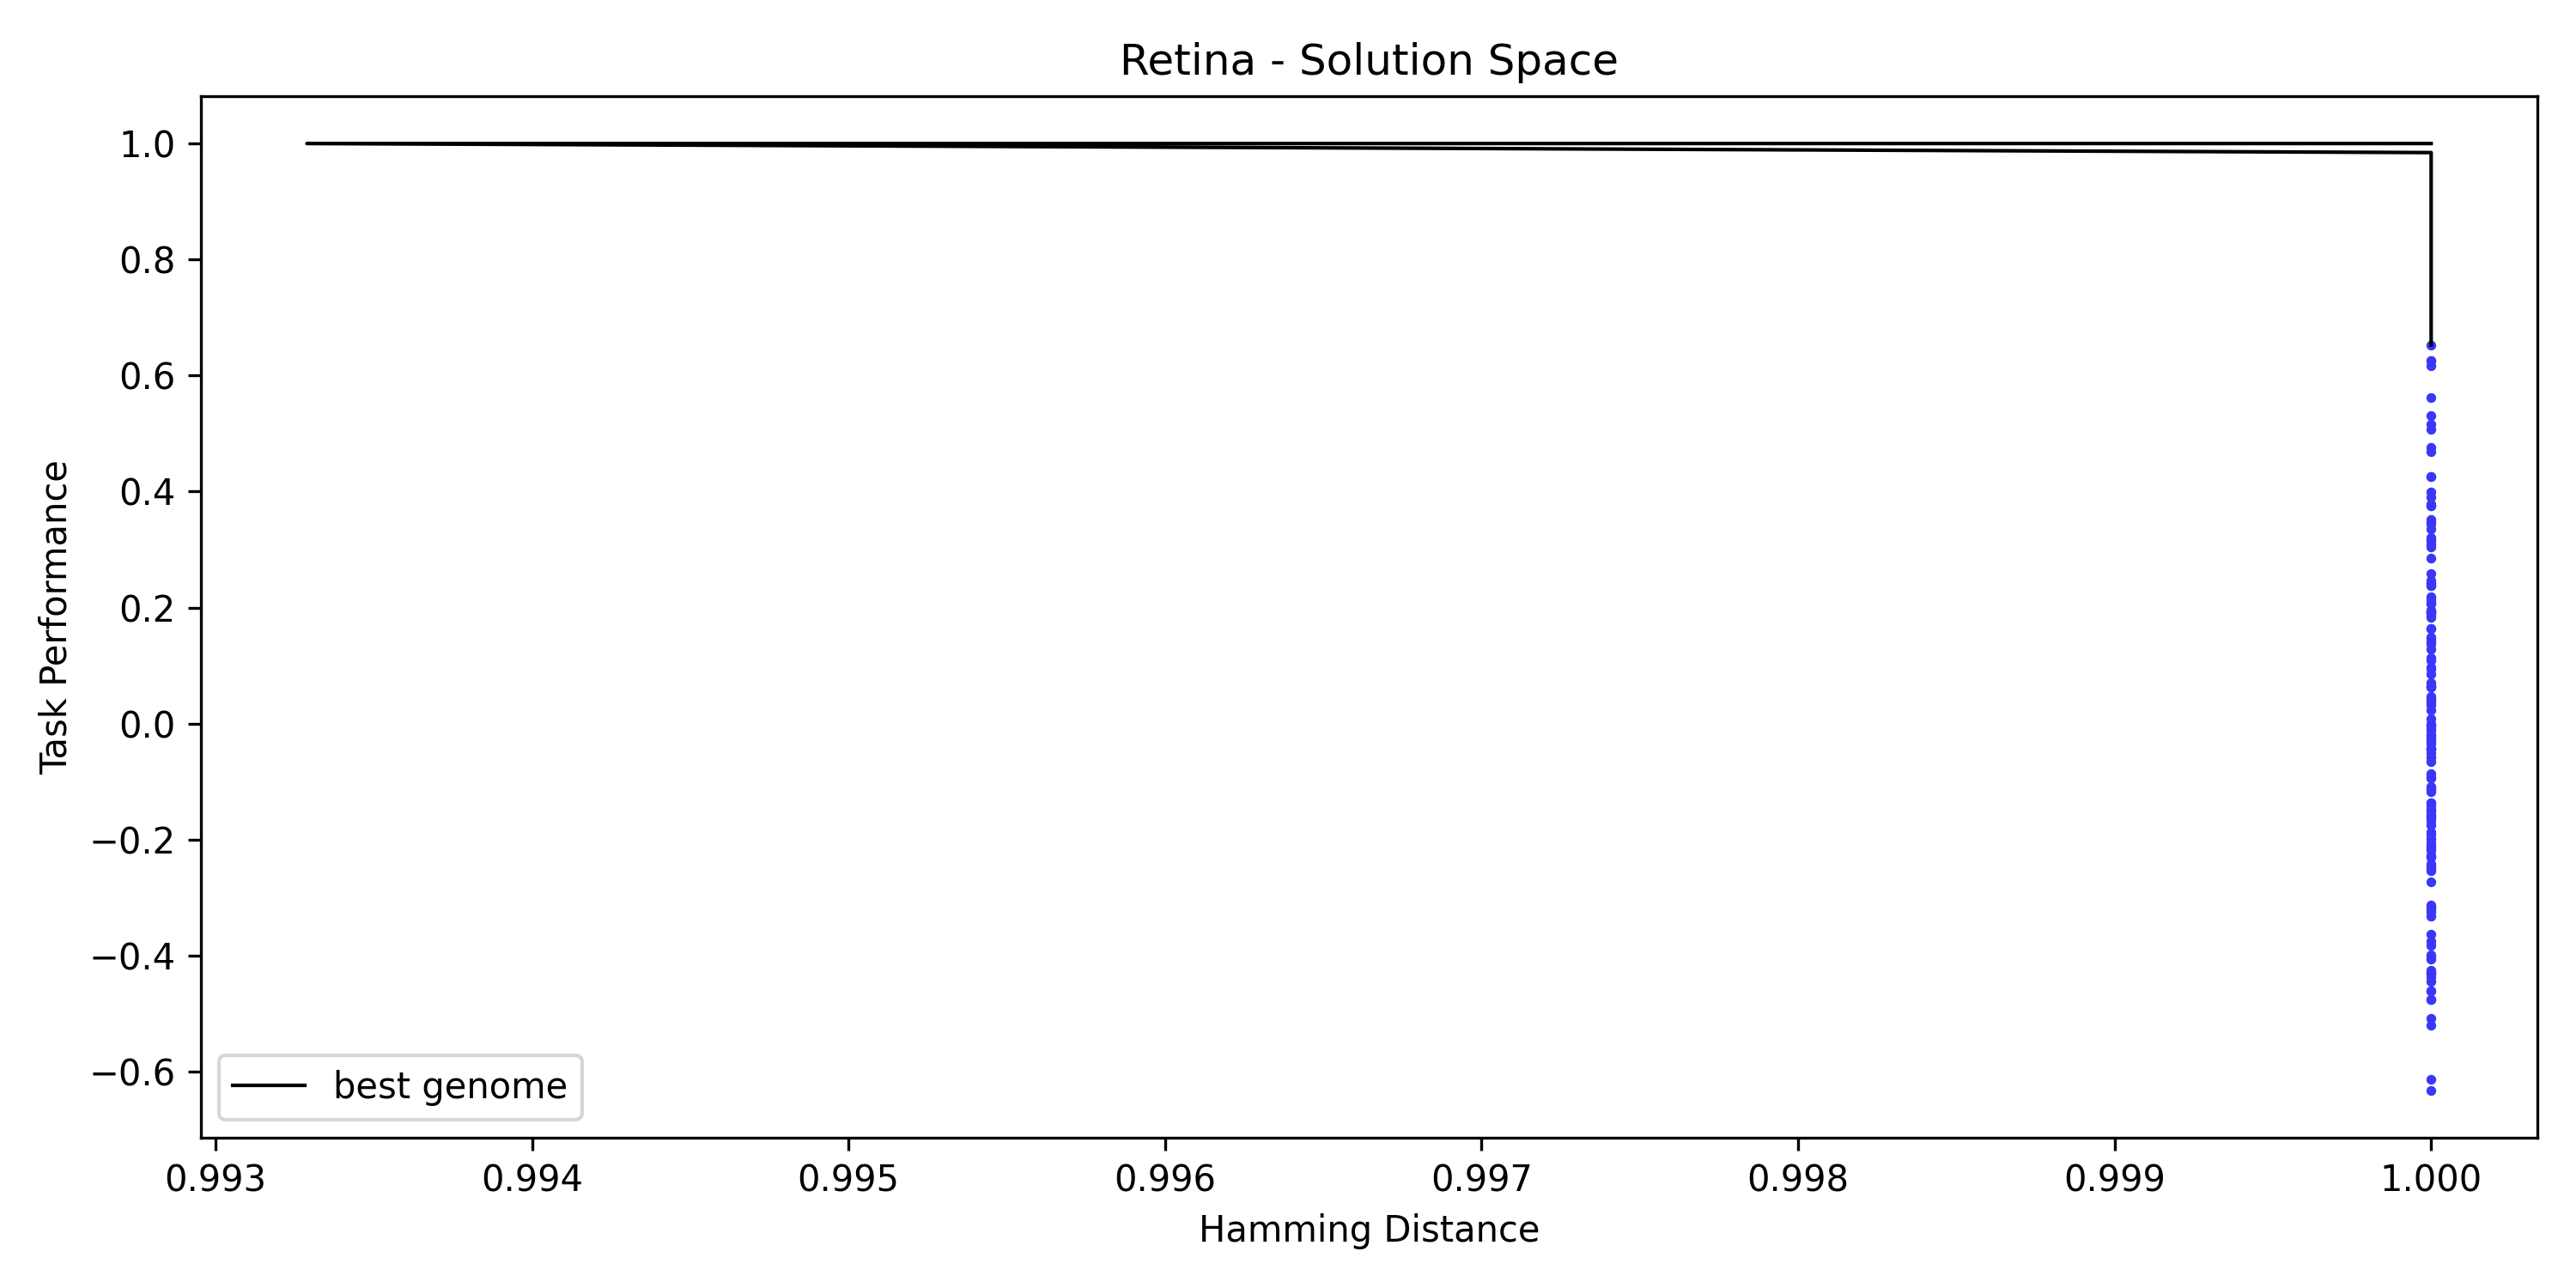 Retina - Solution Space
Task Performance
1.0
0.8
0.6
0.4
0.2
0.0
−0.2
−0.4
−0.6
best genome
0.993 0.994 0.995 0.996 0.997 0.998 0.999 1.000
Hamming Distance